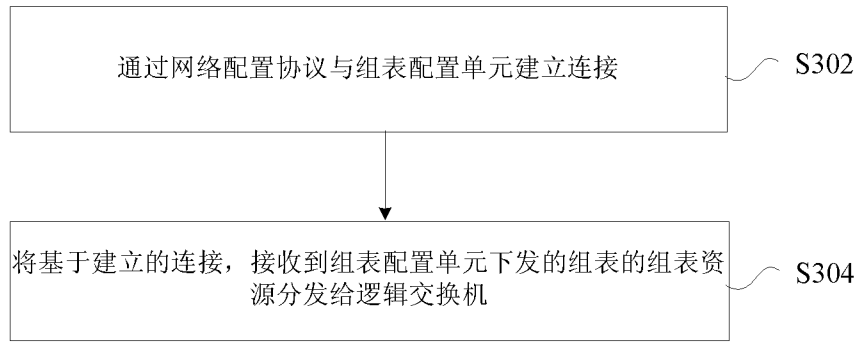 通过网络配置协议与组表配置单元建立连接
S302
将基于建立的连接，接收到组表配置单元下发的组表的组表资
源分发给逻辑交换机
S304